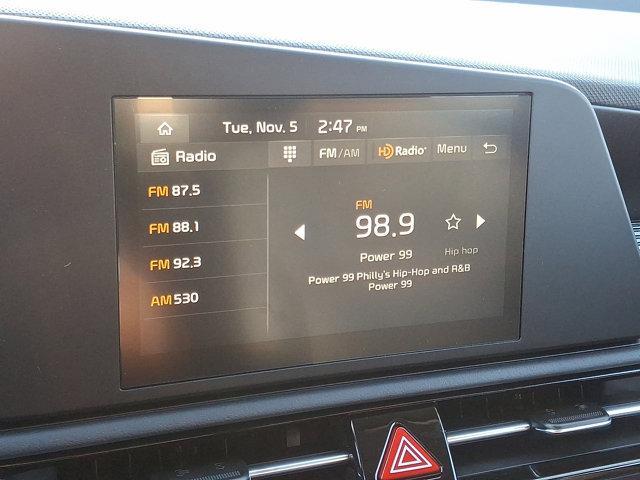 Tue, Nov. 5 2:47 PM
Radio FM/AM HD Radio Menu
FM 87.5
FM 88.1
FM 92.3
AM 530
FM
98.9
Power 99
Hip hop
Power 99 Philly's Hip-Hop and R&B
Power 99